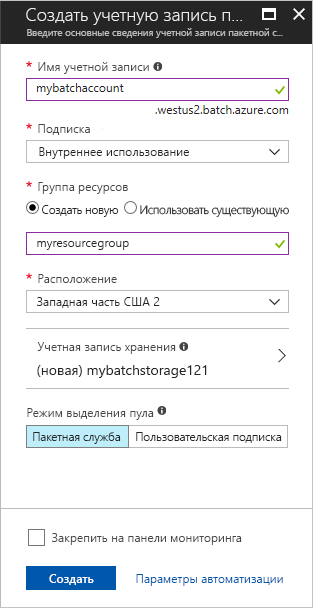 Создать учетную запись п...
Введите основные сведения учетной записи пакетной с...
* Имя учетной записи
mybatchaccount
.westus2.batch.azure.com
* Подписка
Внутреннее использование
* Группа ресурсов
Создать новую Использовать существующую
myresourcegroup
* Расположение
Западная часть США 2
Учетная запись хранения
(новая) mybatchstorage121
Режим выделения пула
Пакетная служба Пользовательская подписка
Закрепить на панели мониторинга
Создать Параметры автоматизации